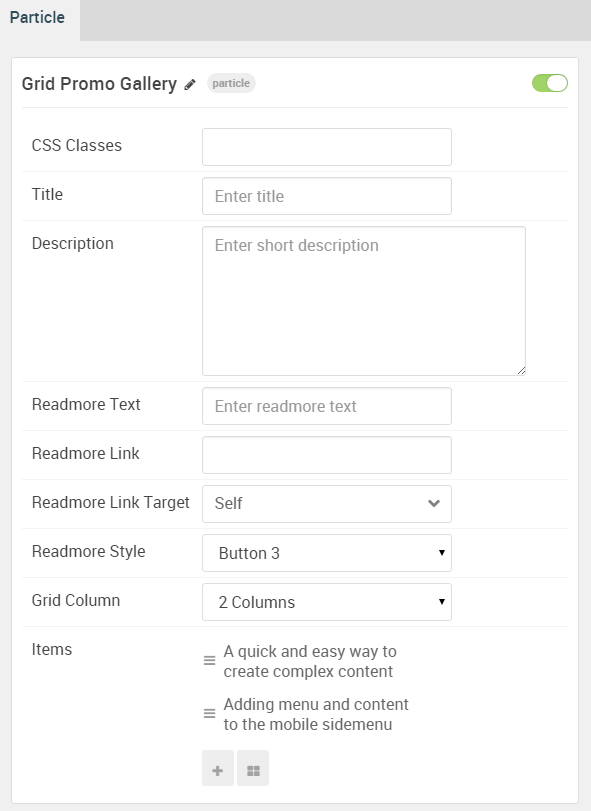 Particle
Grid Promo Gallery particle
CSS Classes
Title Enter title
Description Enter short description
Readmore Text Enter readmore text
Readmore Link
Readmore Link Target Self
Readmore Style Button 3
Grid Column 2 Columns
Items A quick and easy way to
create complex content
Adding menu and content
to the mobile sidemenu